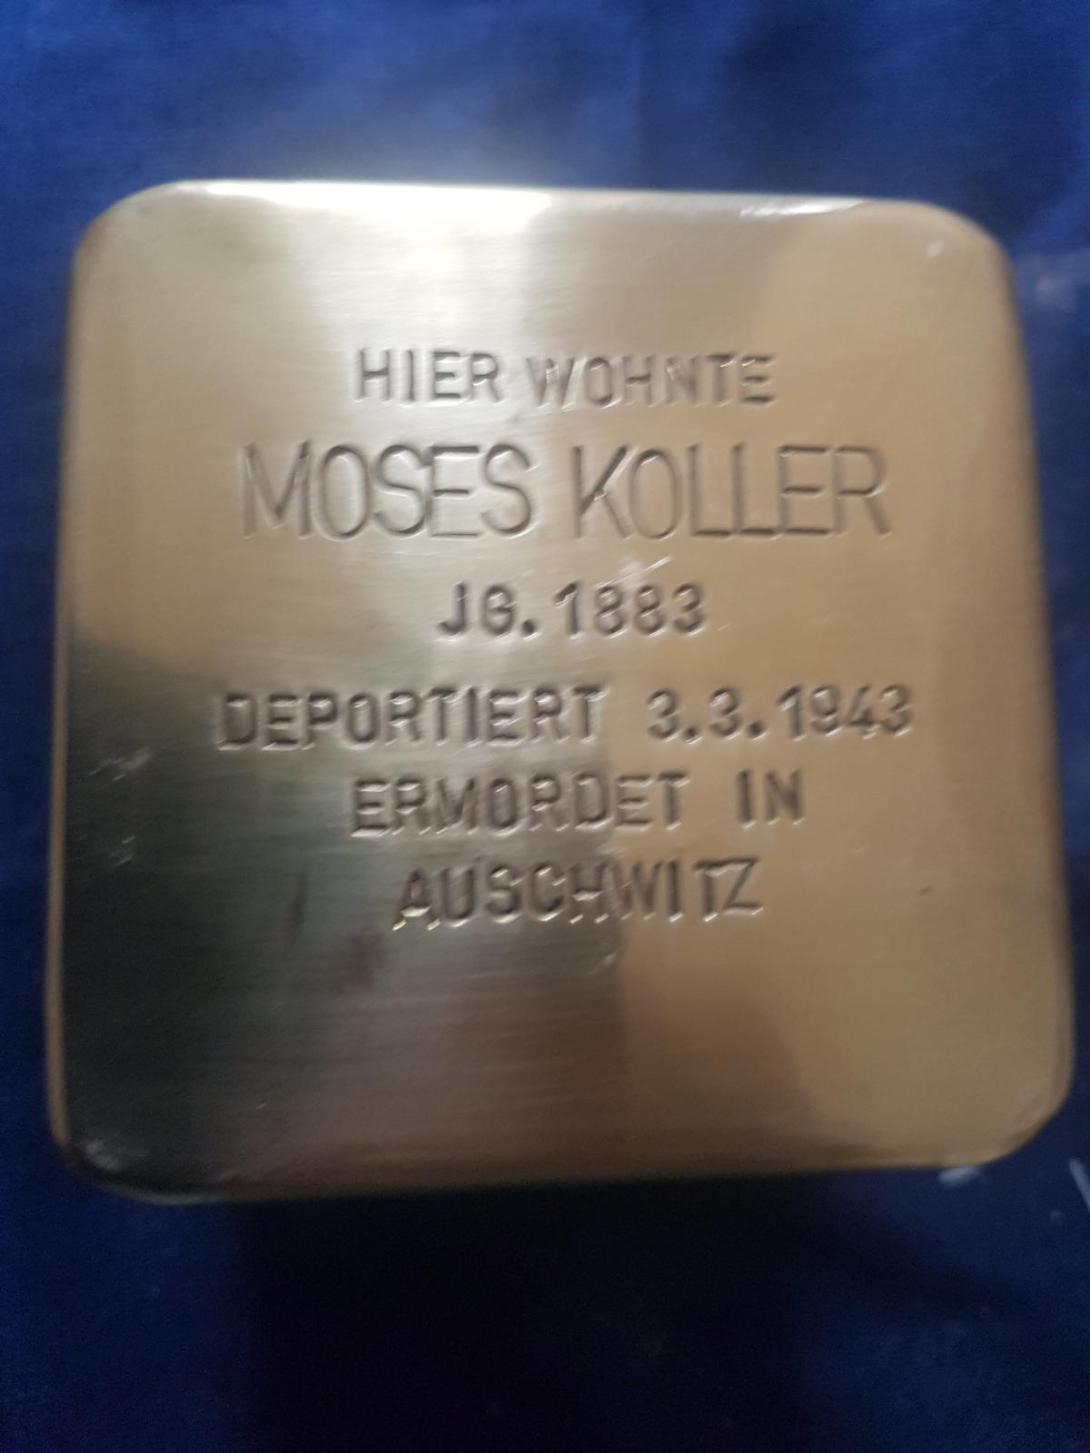 HIER WOHNTE
MOSES KOLLER
JG. 1883
DEPORTIERT 3.3.1943
ERMORDET IN
AUSCHWITZ